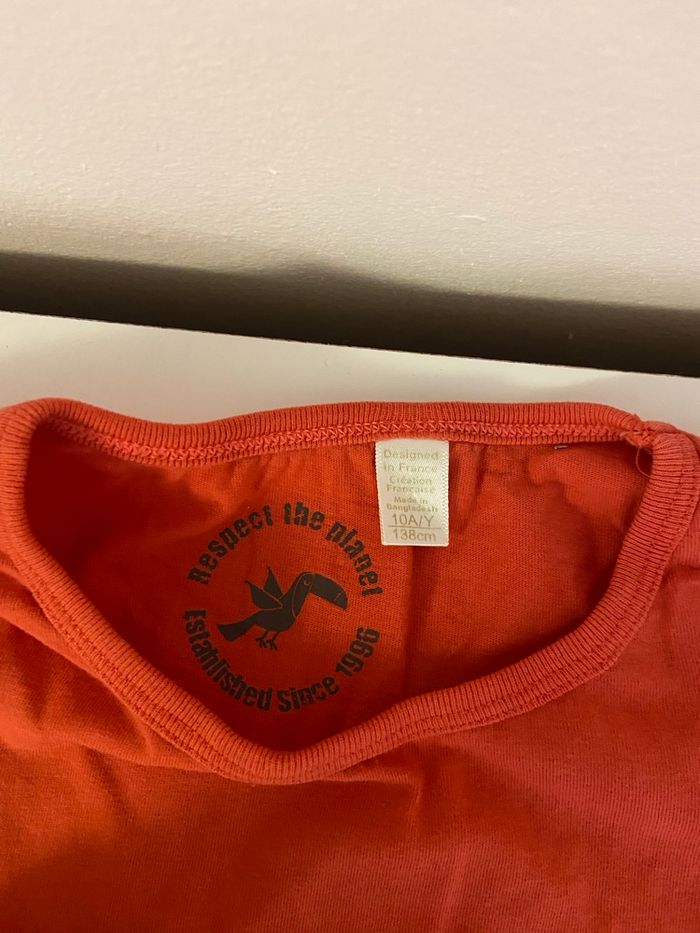 Respect the planet
Established Since 1996
Designed
in France
Création
Française
Made in
Bangladesh
10A/Y
138cm